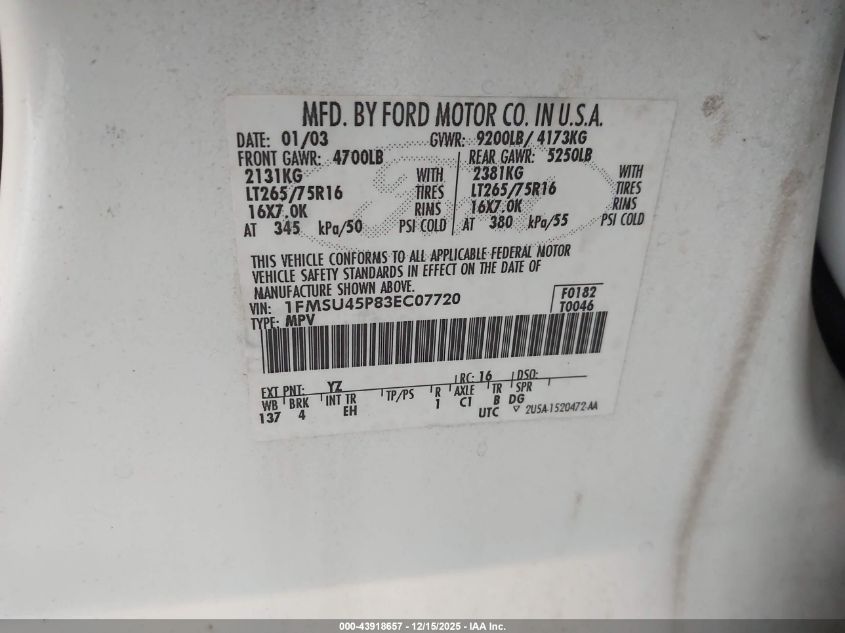 MFD. BY FORD MOTOR CO. IN U.S.A.
DATE: 01/03 GVWR: 9200LB/ 4173KG
FRONT GAWR: 4700LB REAR GAWR: 5250LB
2131KG WITH 2381KG WITH
LT265/75R16 TIRES LT265/75R16 TIRES
16X7.0K RIMS 16X7.0K RIMS
AT 345 kPa/50 PSI COLD AT 380 kPa/55 PSI COLD
THIS VEHICLE CONFORMS TO ALL APPLICABLE FEDERAL MOTOR
VEHICLE SAFETY STANDARDS IN EFFECT ON THE DATE OF
MANUFACTURE SHOWN ABOVE.
VIN: 1FMSU45P83EC07720 F0182
TYPE: MPV T0046
EXT PNT: YZ RC: 16 DSO:
WB BRK INT TR TP/PS R AXLE TR SPR
137 4 EH 1 C1 B DG
UTC ▽ 2U5A-1520472-AA
000-43918657 - 12/15/2025 - IAA Inc.